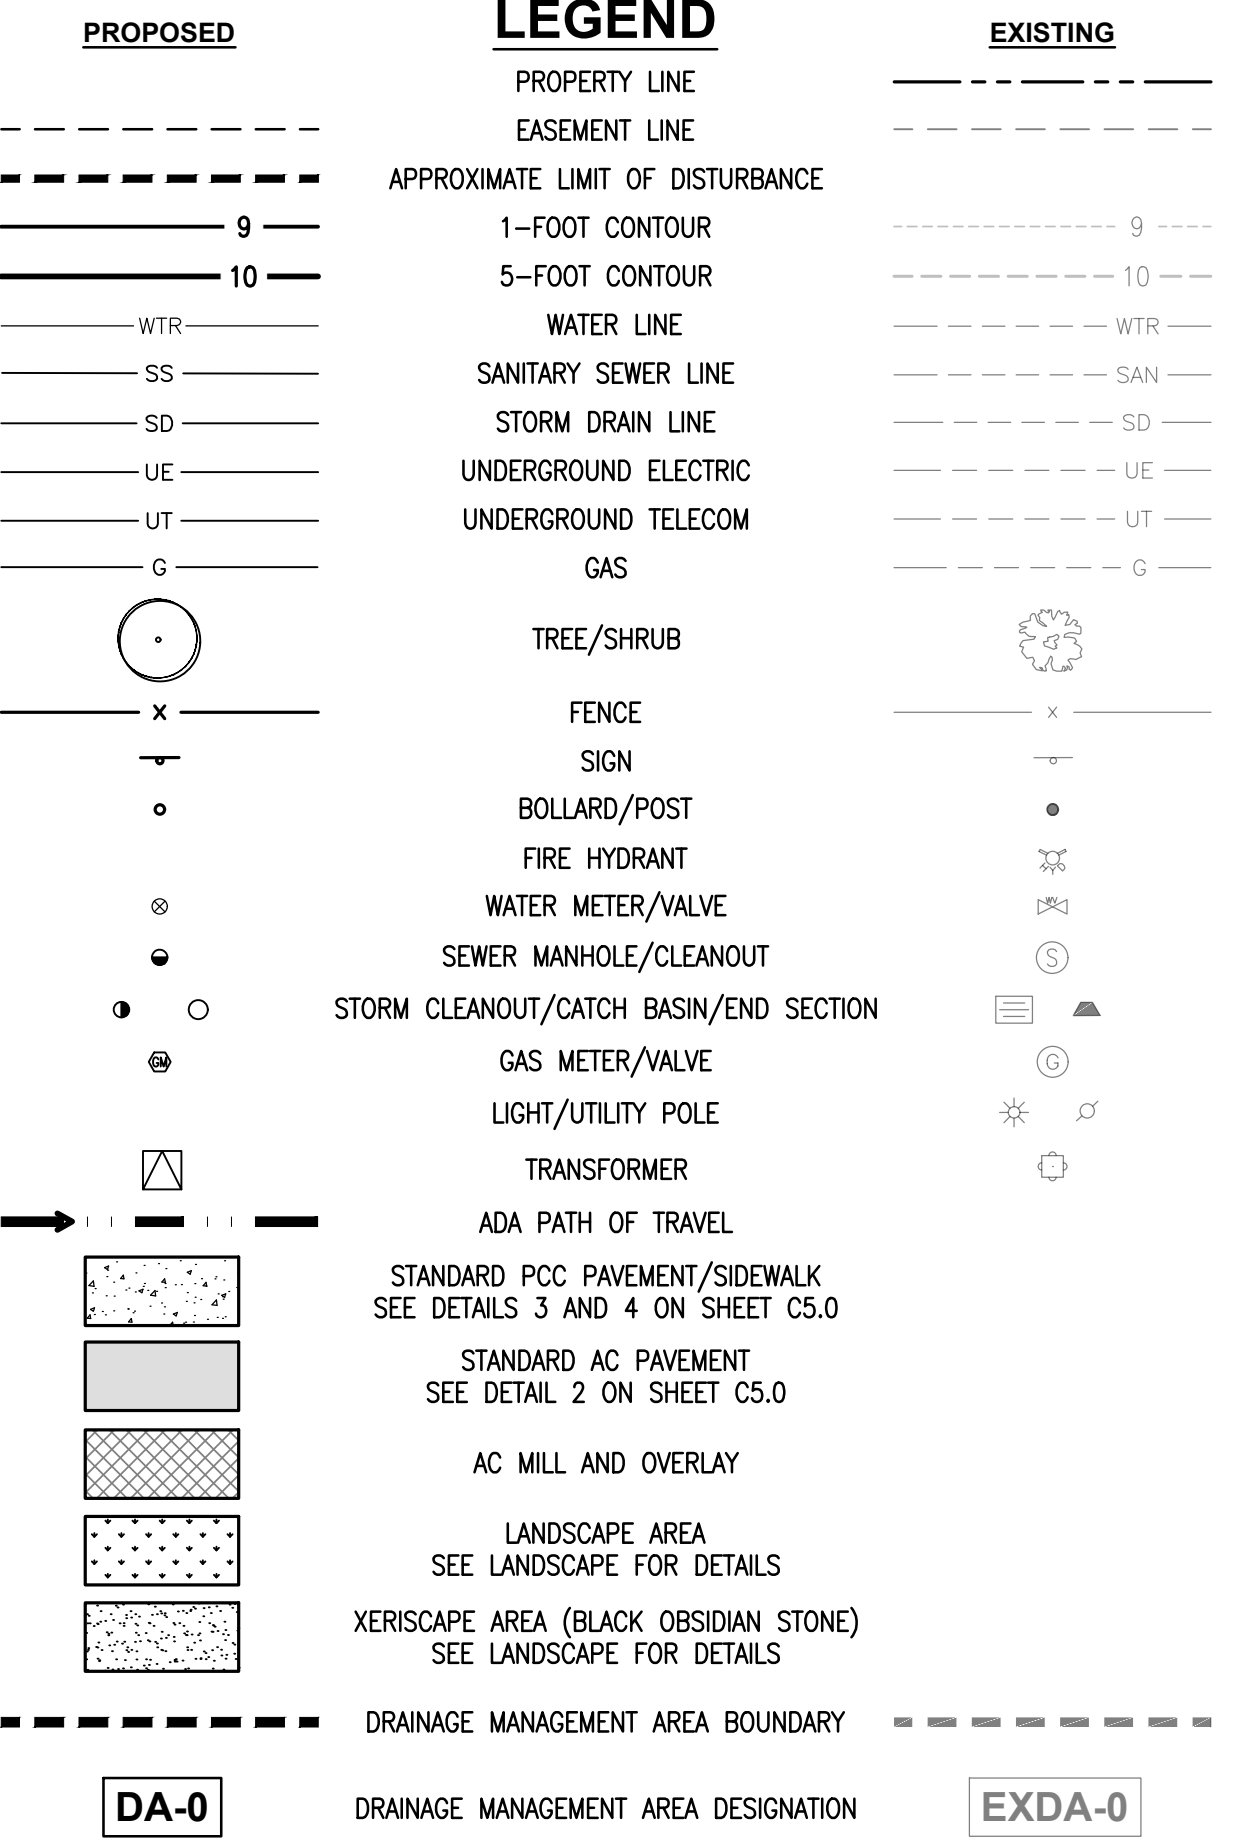 LEGEND
PROPOSED EXISTING
PROPERTY LINE
EASEMENT LINE
APPROXIMATE LIMIT OF DISTURBANCE
9 1-FOOT CONTOUR 9
10 5-FOOT CONTOUR 10
WTR WATER LINE WTR
SS SANITARY SEWER LINE SAN
SD STORM DRAIN LINE SD
UE UNDERGROUND ELECTRIC UE
UT UNDERGROUND TELECOM UT
G GAS G
TREE/SHRUB
X FENCE X
SIGN
BOLLARD/POST
FIRE HYDRANT
WATER METER/VALVE WV
SEWER MANHOLE/CLEANOUT S
STORM CLEANOUT/CATCH BASIN/END SECTION
GM GAS METER/VALVE G
LIGHT/UTILITY POLE
TRANSFORMER
ADA PATH OF TRAVEL
STANDARD PCC PAVEMENT/SIDEWALK
SEE DETAILS 3 AND 4 ON SHEET C5.0
STANDARD AC PAVEMENT
SEE DETAIL 2 ON SHEET C5.0
AC MILL AND OVERLAY
LANDSCAPE AREA
SEE LANDSCAPE FOR DETAILS
XERISCAPE AREA (BLACK OBSIDIAN STONE)
SEE LANDSCAPE FOR DETAILS
DRAINAGE MANAGEMENT AREA BOUNDARY
DA-0 DRAINAGE MANAGEMENT AREA DESIGNATION EXDA-0